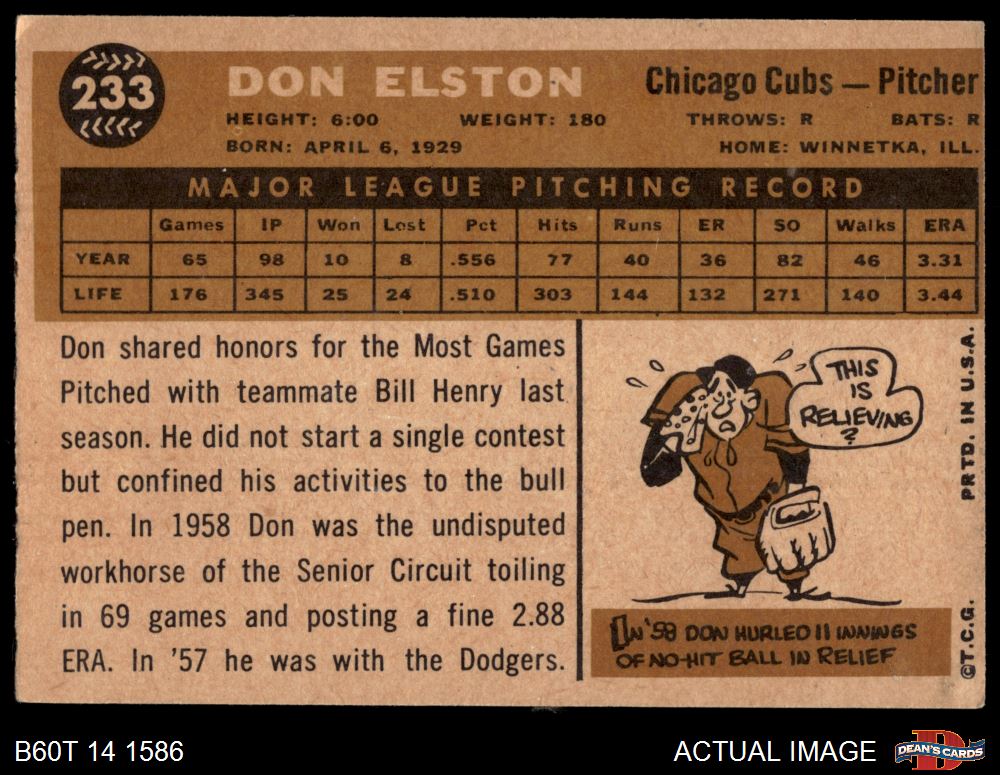 233
DON ELSTON
Chicago Cubs — Pitcher
HEIGHT: 6:00 WEIGHT: 180 THROWS: R BATS: R
BORN: APRIL 6, 1929 HOME: WINNETKA, ILL.
MAJOR LEAGUE PITCHING RECORD
Games IP Won Lost Pct Hits Runs ER SO Walks ERA
YEAR 65 98 10 8 .556 77 40 36 82 46 3.31
LIFE 176 345 25 24 .510 303 144 132 271 140 3.44
Don shared honors for the Most Games
Pitched with teammate Bill Henry last
season. He did not start a single contest
but confined his activities to the bull
pen. In 1958 Don was the undisputed
workhorse of the Senior Circuit toiling
in 69 games and posting a fine 2.88
ERA. In '57 he was with the Dodgers.
THIS
IS
RELIEVING
?
IN '58 DON HURLED 11 INNINGS
OF NO-HIT BALL IN RELIEF
©T.C.G. PRTD. IN U.S.A.
B60T 14 1586
ACTUAL IMAGE
DEAN'S CARDS